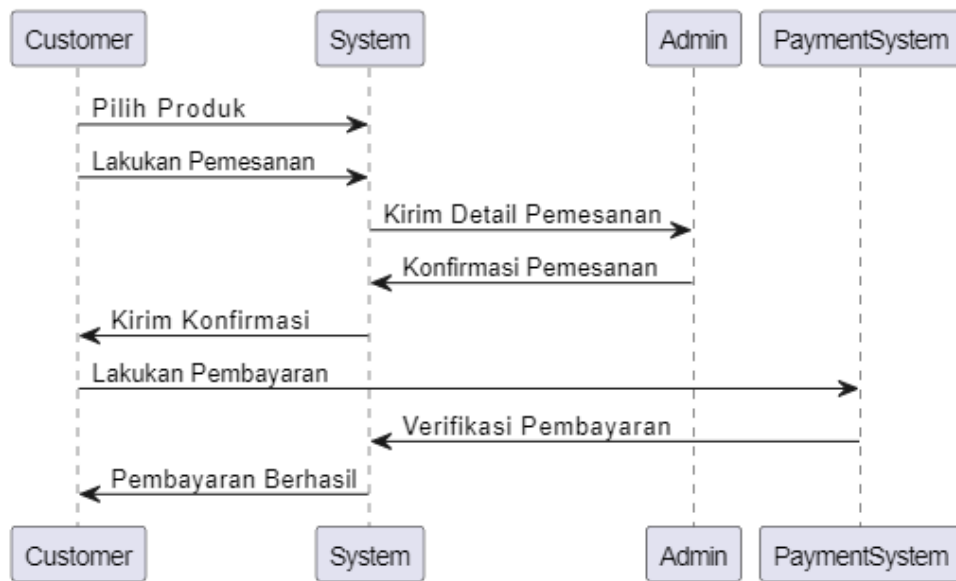 Customer System Admin PaymentSystem
Pilih Produk
Lakukan Pemesanan
Kirim Detail Pemesanan
Konfirmasi Pemesanan
Kirim Konfirmasi
Lakukan Pembayaran
Verifikasi Pembayaran
Pembayaran Berhasil
Customer System Admin PaymentSystem